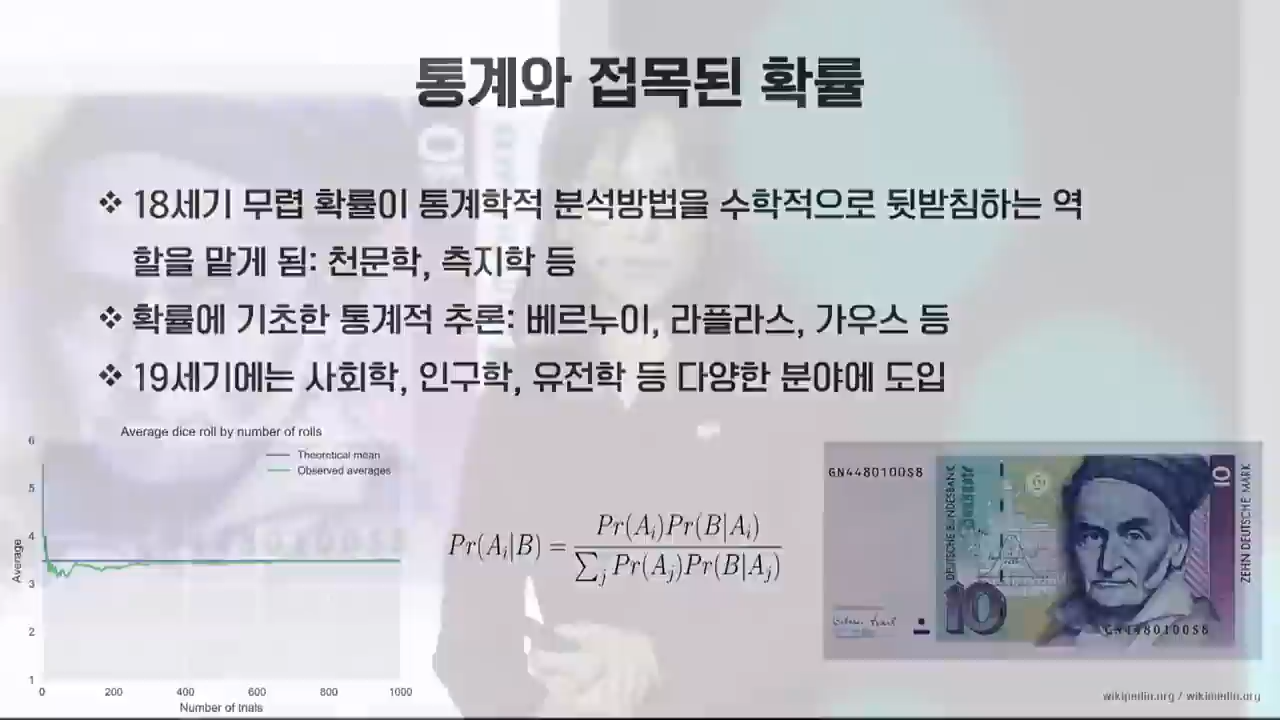 통계와 접목된 확률
❖ 18세기 무렵 확률이 통계학적 분석방법을 수학적으로 뒷받침하는 역
할을 맡게 됨: 천문학, 측지학 등
❖ 확률에 기초한 통계적 추론: 베르누이, 라플라스, 가우스 등
❖ 19세기에는 사회학, 인구학, 유전학 등 다양한 분야에 도입
Average dice roll by number of rolls
Theoretical mean
Observed averages
Average
6
5
4
3
2
1
0 200 400 600 800 1000
Number of trials
Pr(A_i|B) = Pr(A_i)Pr(B|A_i) / ∑_j Pr(A_j)Pr(B|A_j)
GN4480100S8
DEUTSCHE BUNDESBANK
10
10
ZEHN DEUTSCHE MARK
GN4480100S8
wikipedia.org / wikimedia.org